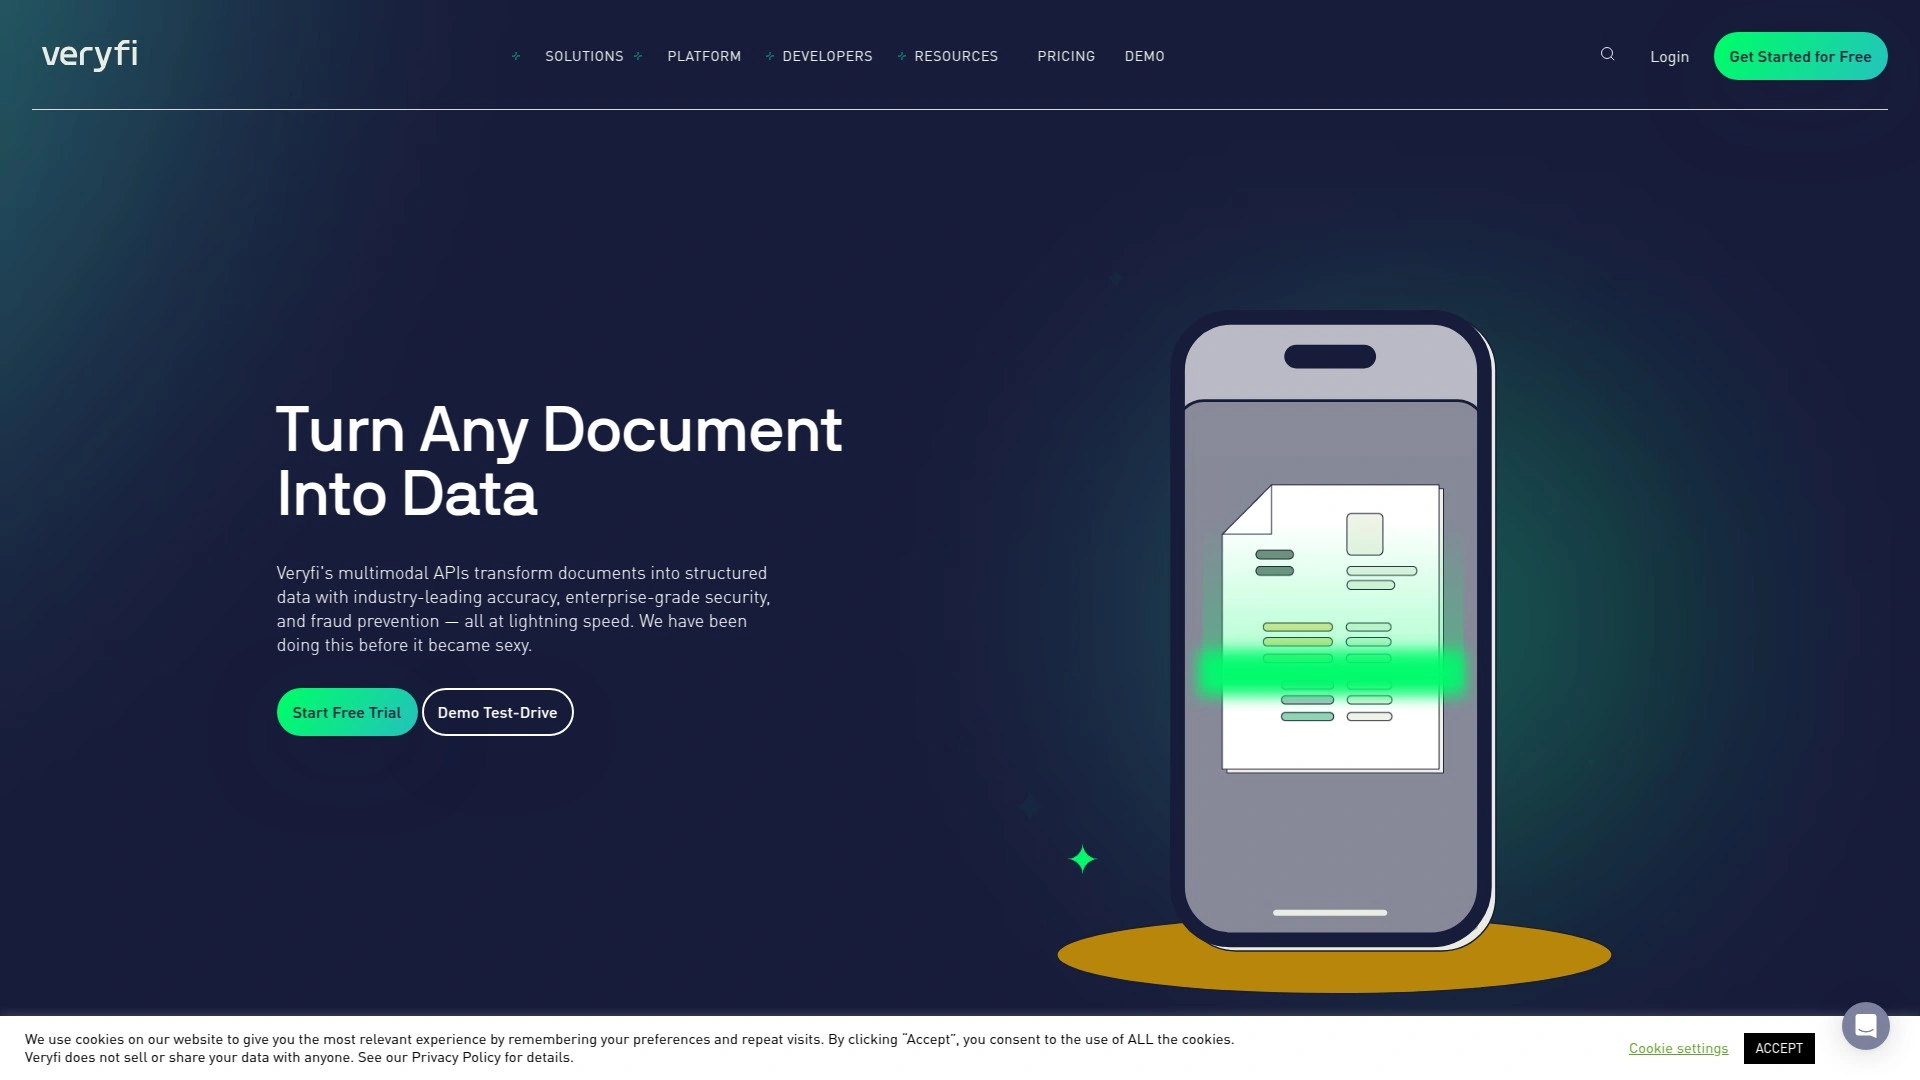 veryfi
SOLUTIONS
PLATFORM
DEVELOPERS
RESOURCES
PRICING
DEMO
Login
Get Started for Free
Turn Any Document
Into Data
Veryfi's multimodal APIs transform documents into structured
data with industry-leading accuracy, enterprise-grade security,
and fraud prevention — all at lightning speed. We have been
doing this before it became sexy.
Start Free Trial
Demo Test-Drive
We use cookies on our website to give you the most relevant experience by remembering your preferences and repeat visits. By clicking “Accept”, you consent to the use of ALL the cookies.
Veryfi does not sell or share your data with anyone. See our Privacy Policy for details.
Cookie settings
ACCEPT